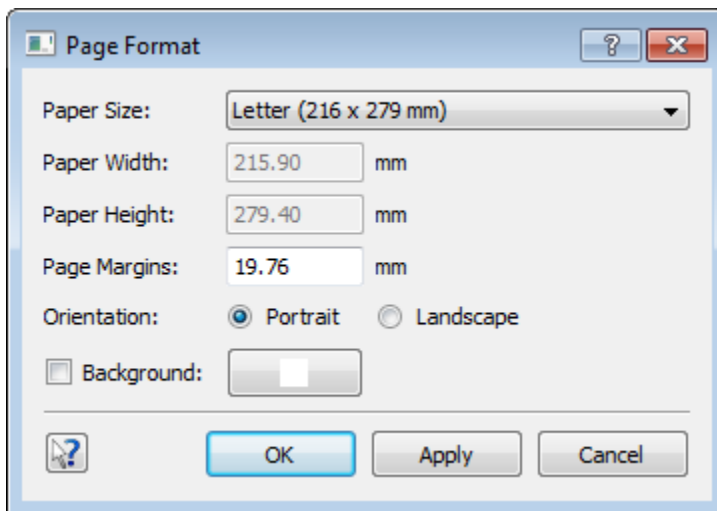 Page Format
Paper Size: Letter (216 x 279 mm)
Paper Width: 215.90 mm
Paper Height: 279.40 mm
Page Margins: 19.76 mm
Orientation: Portrait Landscape
Background:
OK Apply Cancel